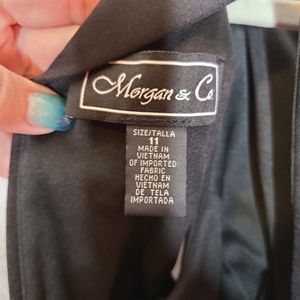 Morgan & Co.
SIZE/TALLA
11
MADE IN
VIETNAM
OF IMPORTED
FABRIC
HECHO EN
VIETNAM
DE TELA
IMPORTADA